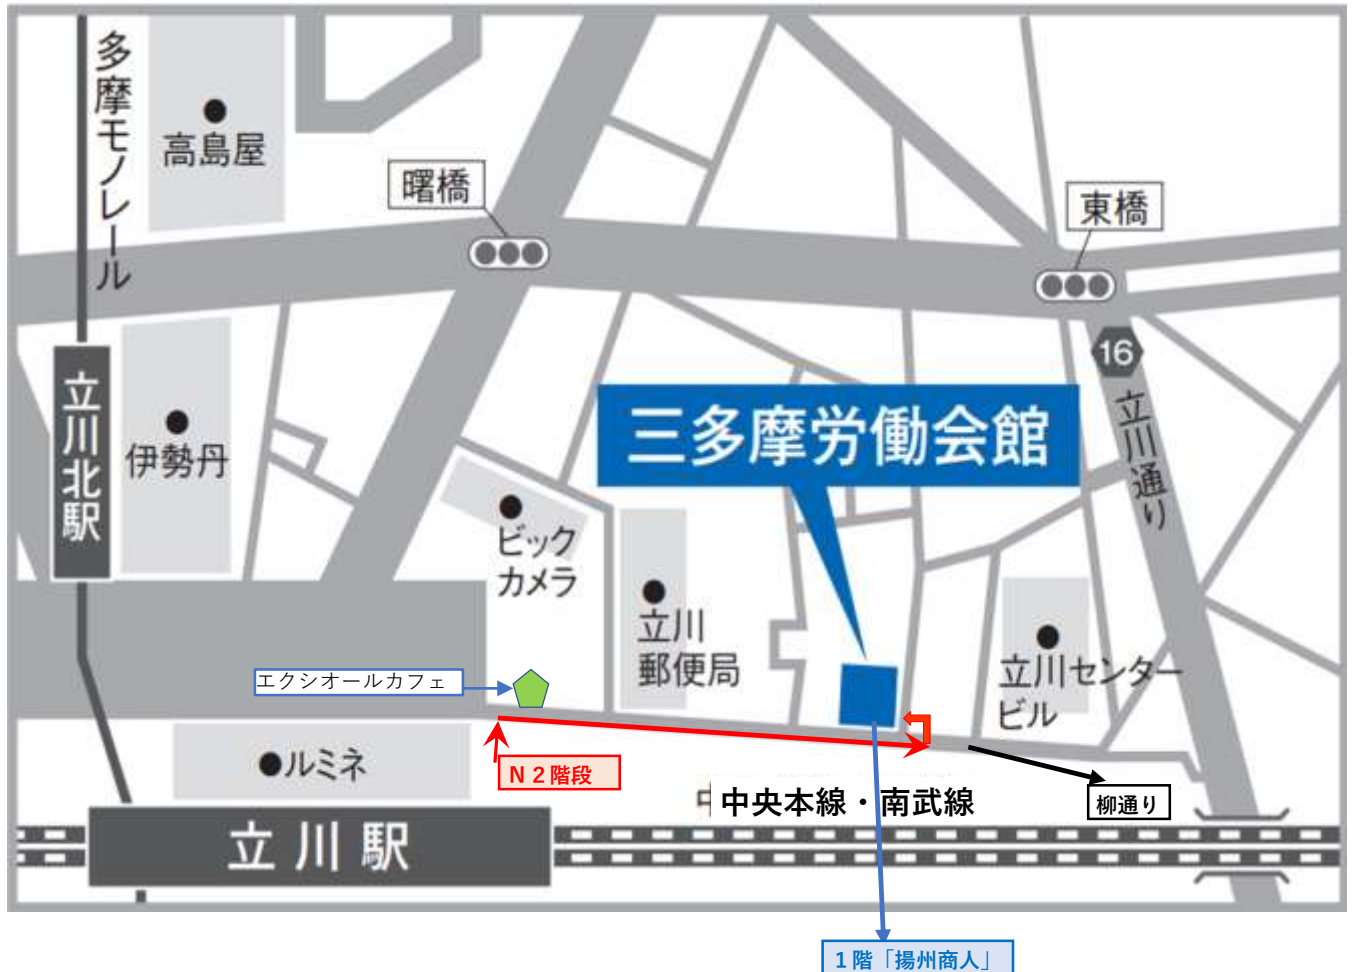 多摩モノレール
高島屋
曙橋
東橋
16
立川通り
立川北駅
伊勢丹
三多摩労働会館
ビック
カメラ
立川
郵便局
立川センター
ビル
エクシオールカフェ
ルミネ
N2階段
中央本線・南武線
柳通り
立川駅
1階「揚州商人」